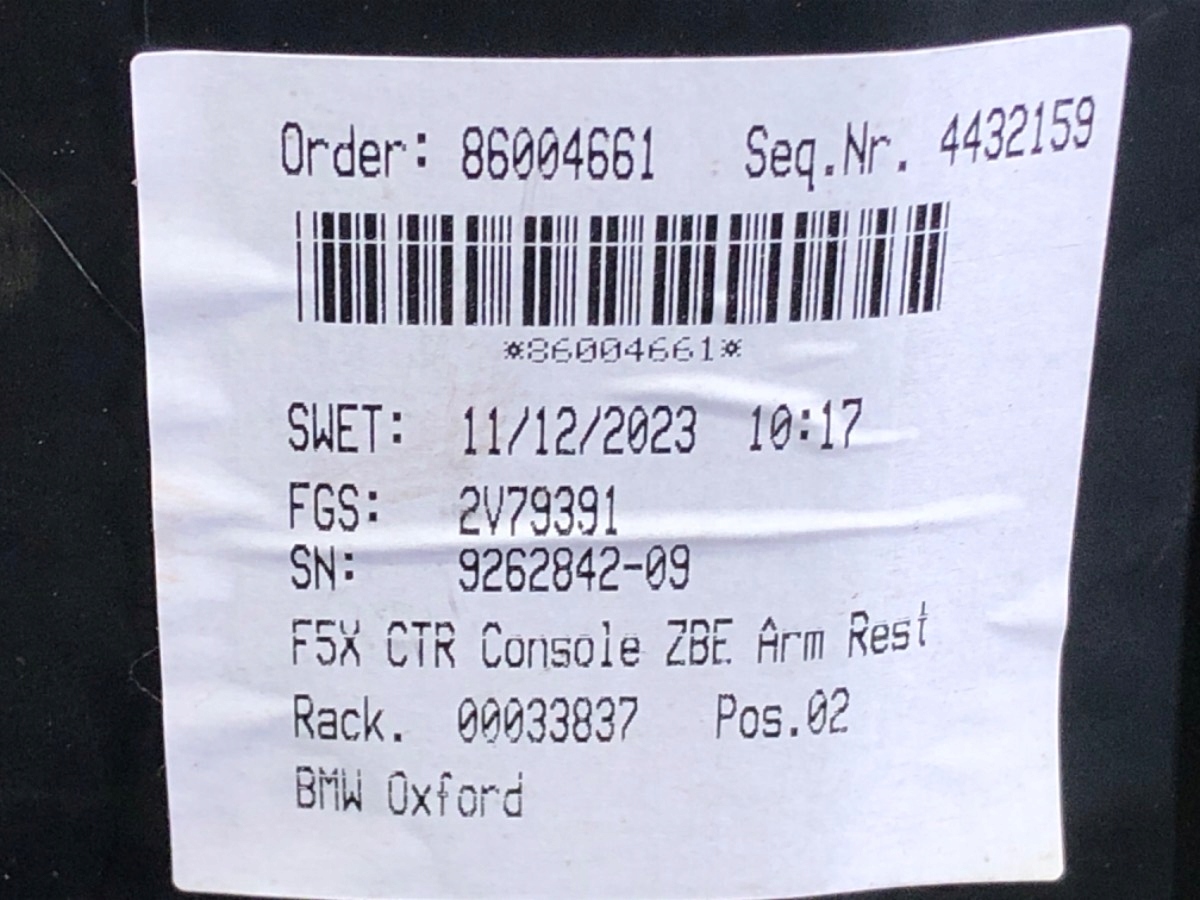 Order: 86004661 Seq.Nr. 4432159
*86004661*
SWET: 11/12/2023 10:17
FGS: 2V79391
SN: 9262842-09
F5X CTR Console ZBE Arm Rest
Rack. 00033837 Pos.02
BMW Oxford